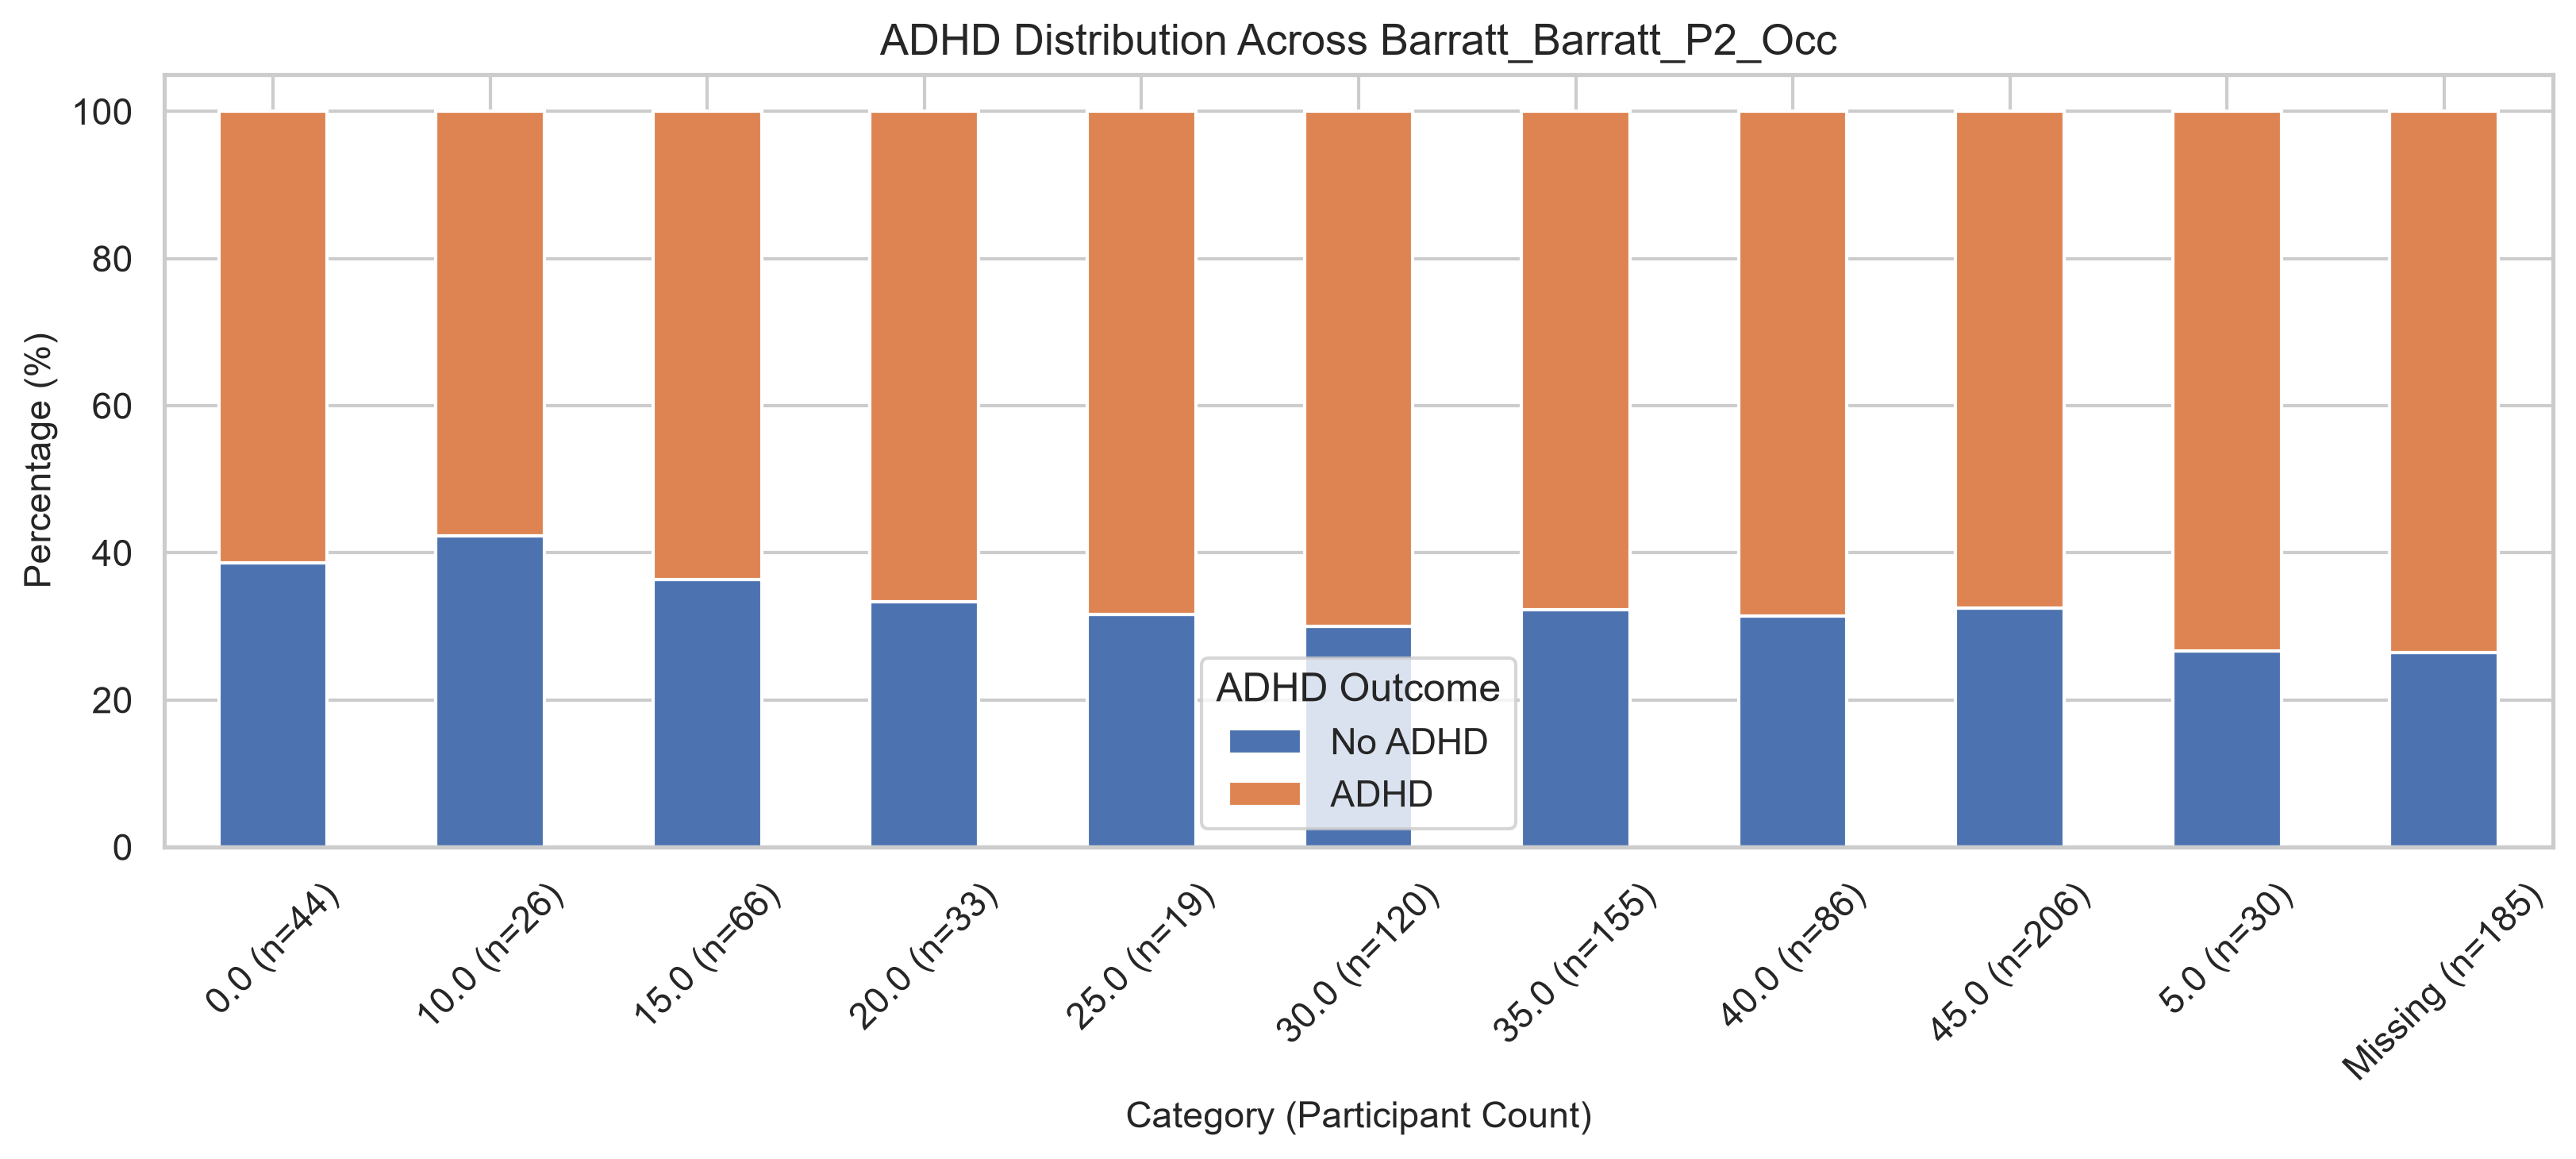 ADHD Distribution Across Barratt_Barratt_P2_Occ
Percentage (%)
100
80
60
40
20
0
ADHD Outcome
No ADHD
ADHD
0.0 (n=44)
10.0 (n=26)
15.0 (n=66)
20.0 (n=33)
25.0 (n=19)
30.0 (n=120)
35.0 (n=155)
40.0 (n=86)
45.0 (n=206)
5.0 (n=30)
Missing (n=185)
Category (Participant Count)